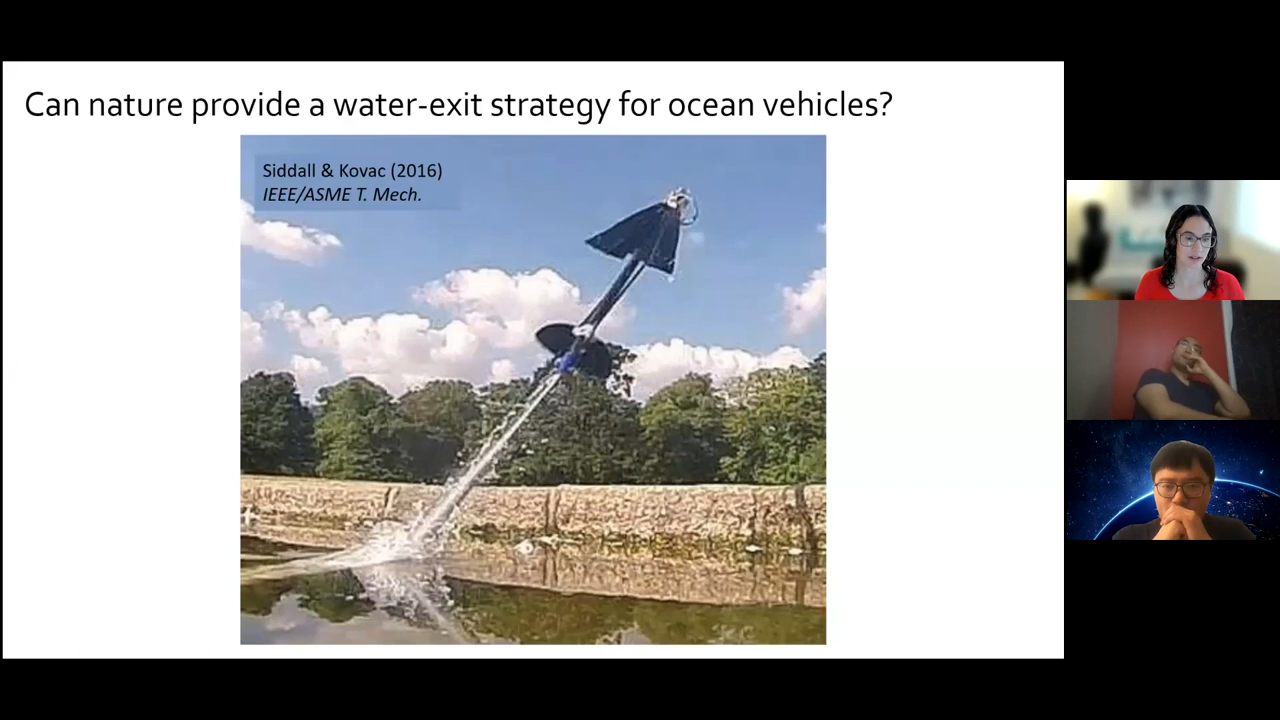 Can nature provide a water-exit strategy for ocean vehicles?
Siddall & Kovac (2016)
IEEE/ASME T. Mech.